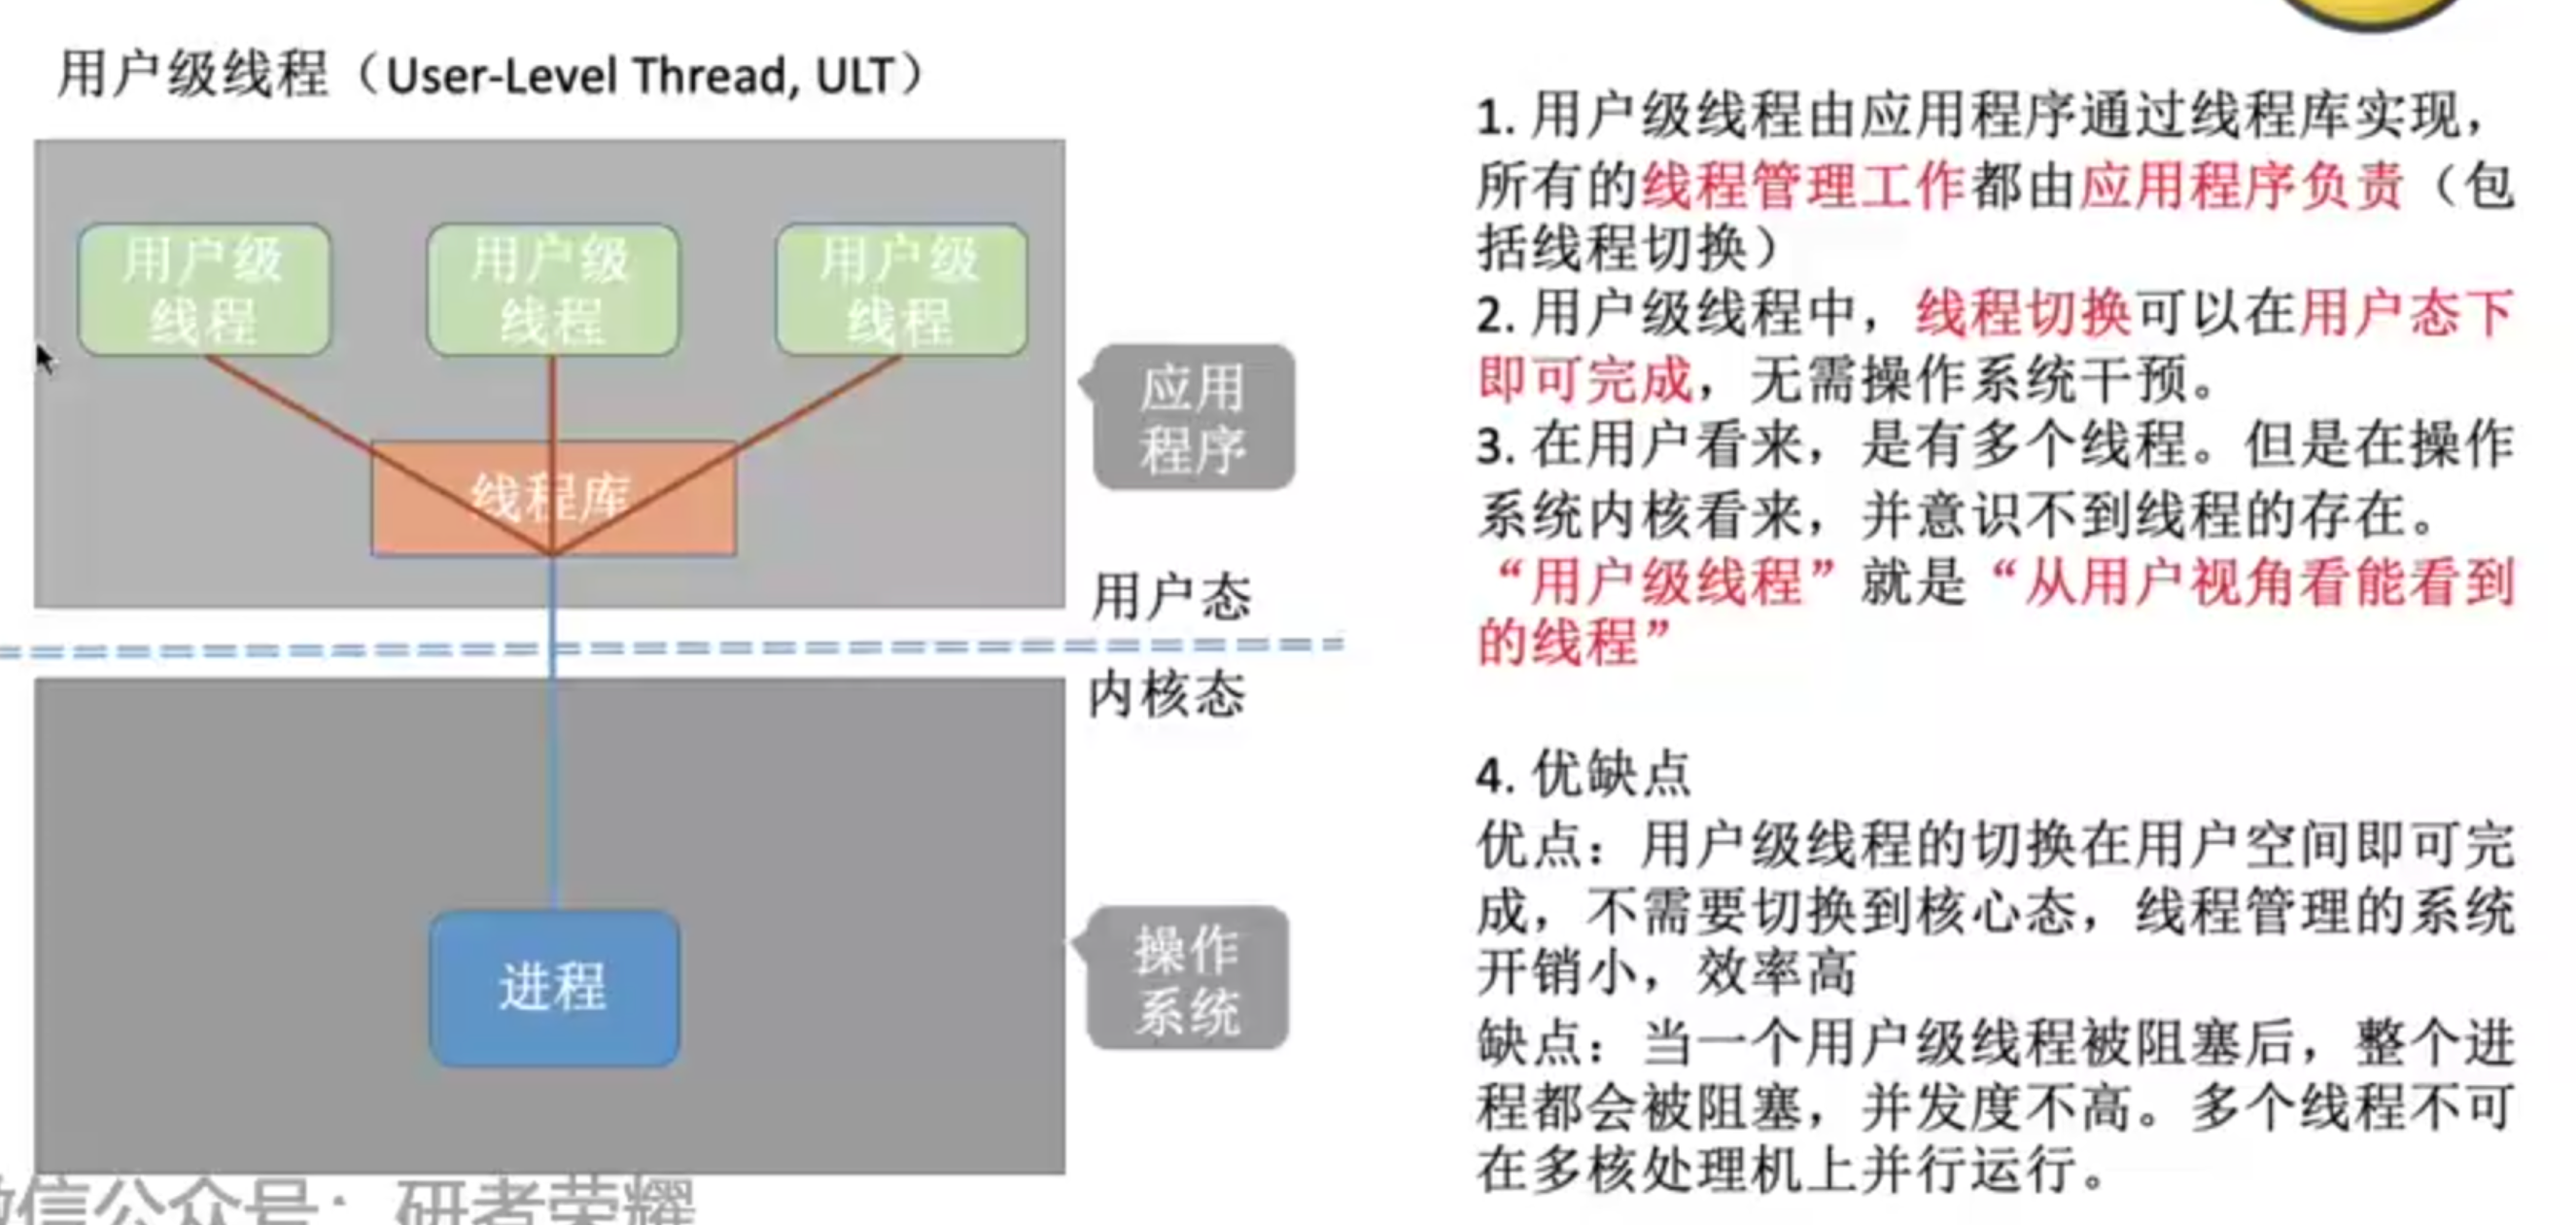 用户级线程（User-Level Thread, ULT）
用户级
线程
用户级
线程
用户级
线程
线程库
应用
程序
用户态
内核态
进程
操作
系统
1. 用户级线程由应用程序通过线程库实现，
所有的线程管理工作都由应用程序负责（包
括线程切换）
2. 用户级线程中，线程切换可以在用户态下
即可完成，无需操作系统干预。
3. 在用户看来，是有多个线程。但是在操作
系统内核看来，并意识不到线程的存在。
“用户级线程”就是“从用户视角看能看到
的线程”
4. 优缺点
优点：用户级线程的切换在用户空间即可完
成，不需要切换到核心态，线程管理的系统
开销小，效率高
缺点：当一个用户级线程被阻塞后，整个进
程都会被阻塞，并发度不高。多个线程不可
在多核处理机上并行运行。
信公众号：研者荣耀